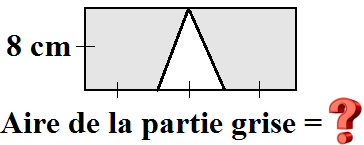 8 cm
Aire de la partie grise = ?